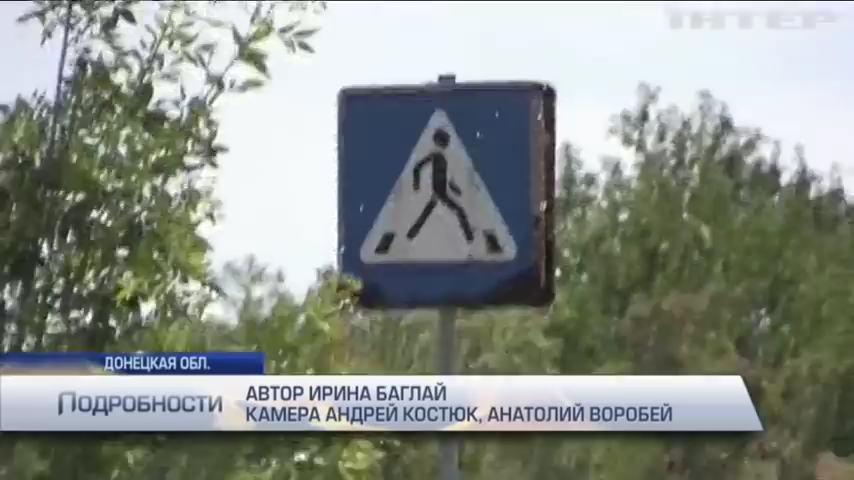 ІНТЕР
ДОНЕЦКАЯ ОБЛ.
ПОДРОБНОСТИ
АВТОР ИРИНА БАГЛАЙ
КАМЕРА АНДРЕЙ КОСТЮК, АНАТОЛИЙ ВОРОБЕЙ